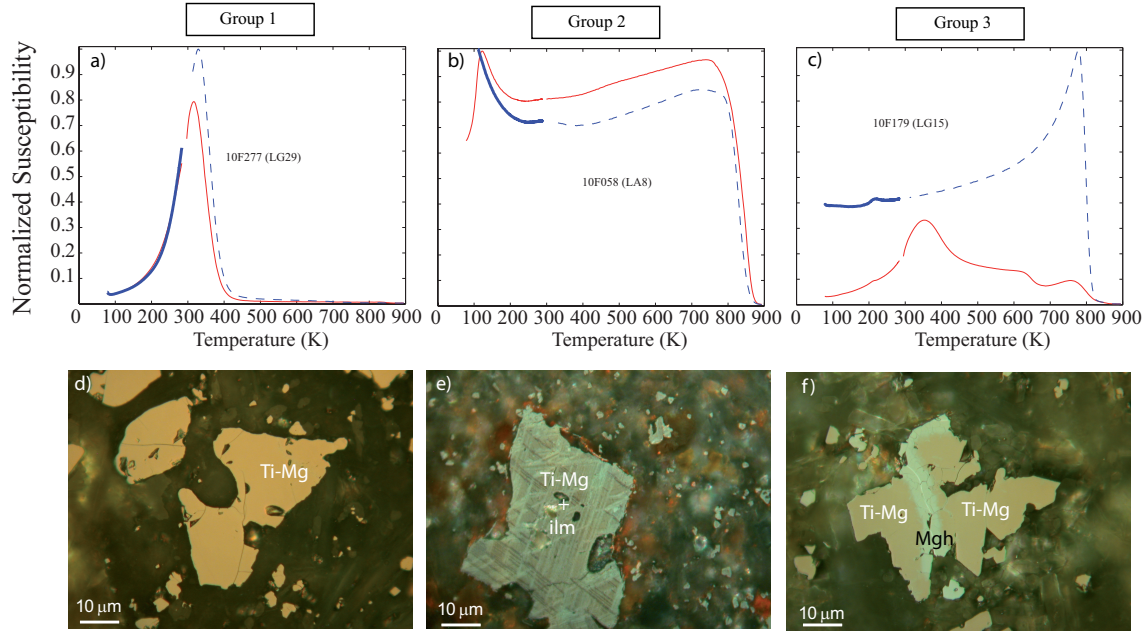 Group 1
Group 2
Group 3
Normalized Susceptibility
a)
b)
c)
0.9
0.8
0.7
0.6
0.5
0.4
0.3
0.2
0.1
10F277 (LG29)
10F058 (LA8)
10F179 (LG15)
0 100 200 300 400 500 600 700 800 900
0 100 200 300 400 500 600 700 800 900
0 100 200 300 400 500 600 700 800 900
Temperature (K)
Temperature (K)
Temperature (K)
d)
Ti-Mg
10 μm
e)
Ti-Mg
+
ilm
10 μm
f)
Ti-Mg
Ti-Mg
Mgh
10 μm